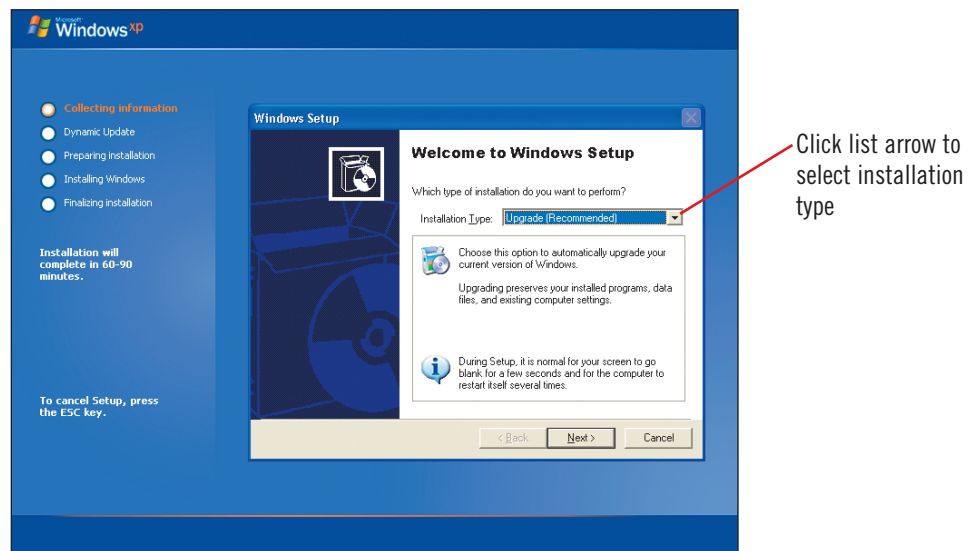 Microsoft
Windows xp
Collecting information
Dynamic Update
Preparing installation
Installing Windows
Finalizing installation
Installation will
complete in 60-90
minutes.
To cancel Setup, press
the ESC key.
Windows Setup
Welcome to Windows Setup
Which type of installation do you want to perform?
Installation Type: Upgrade (Recommended)
Choose this option to automatically upgrade your
current version of Windows.
Upgrading preserves your installed programs, data
files, and existing computer settings.
During Setup, it is normal for your screen to go
blank for a few seconds and for the computer to
restart itself several times.
< Back Next > Cancel
Click list arrow to
select installation
type